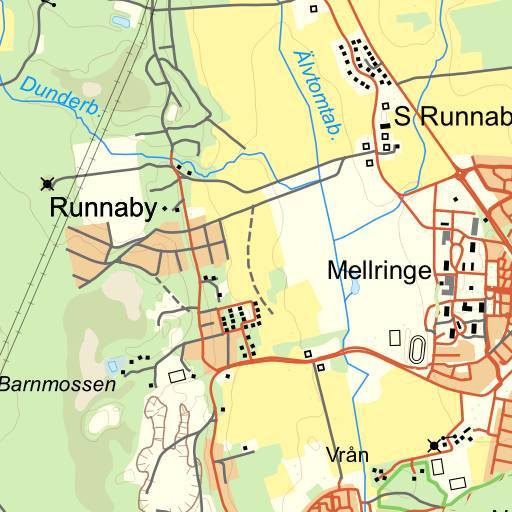 Dunderb.
Älvtomtab.
S Runnab
Runnaby
Mellringe
Barnmossen
Vrån